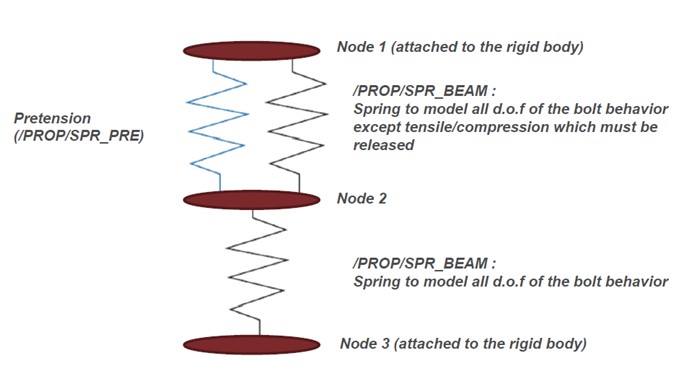 Node 1 (attached to the rigid body)
Pretension
(/PROP/SPR_PRE)
/PROP/SPR_BEAM :
Spring to model all d.o.f of the bolt behavior
except tensile/compression which must be
released
Node 2
/PROP/SPR_BEAM :
Spring to model all d.o.f of the bolt behavior
Node 3 (attached to the rigid body)